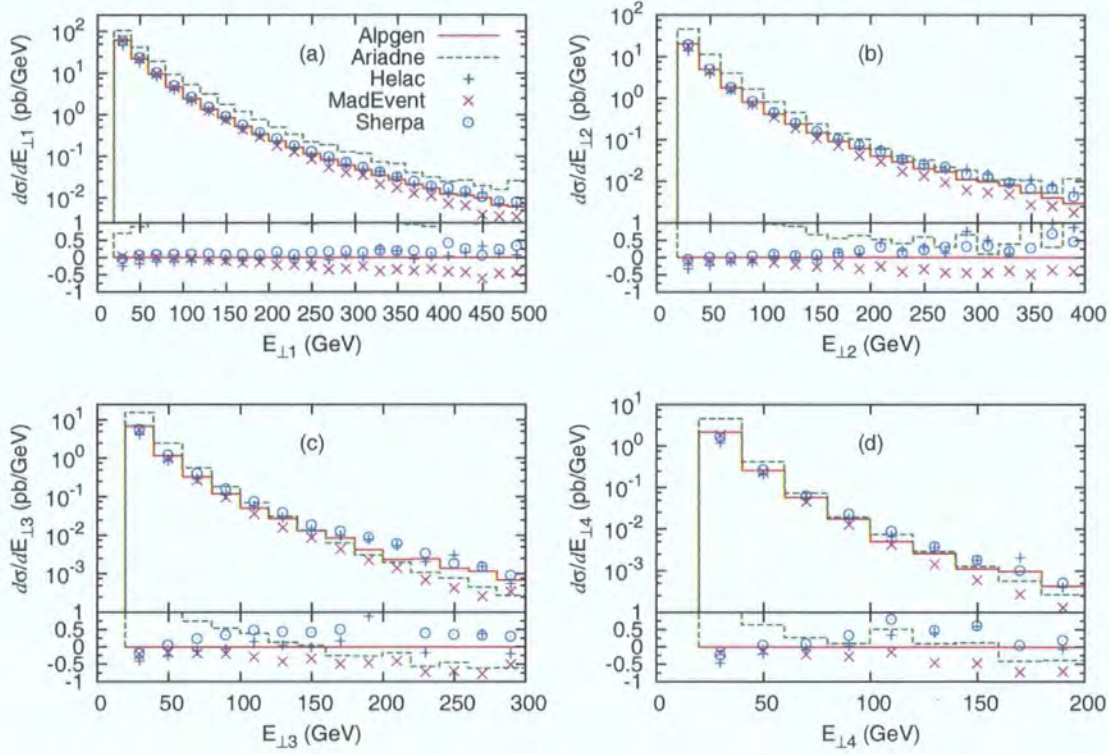 dσ/dE⊥1 (pb/GeV)
10²
10¹
10⁰
10⁻¹
10⁻²
1
0.5
0
-0.5
-1
(a)
Alpgen
Ariadne
Helac
MadEvent
Sherpa
50 100 150 200 250 300 350 400 450 500
E⊥1 (GeV)
dσ/dE⊥2 (pb/GeV)
10²
10¹
10⁰
10⁻¹
10⁻²
1
0.5
0
-0.5
-1
(b)
0 50 100 150 200 250 300 350 400
E⊥2 (GeV)
dσ/dE⊥3 (pb/GeV)
10¹
10⁰
10⁻¹
10⁻²
10⁻³
1
0.5
0
-0.5
-1
(c)
0 50 100 150 200 250 300
E⊥3 (GeV)
dσ/dE⊥4 (pb/GeV)
10¹
10⁰
10⁻¹
10⁻²
10⁻³
1
0.5
0
-0.5
-1
(d)
0 50 100 150 200
E⊥4 (GeV)